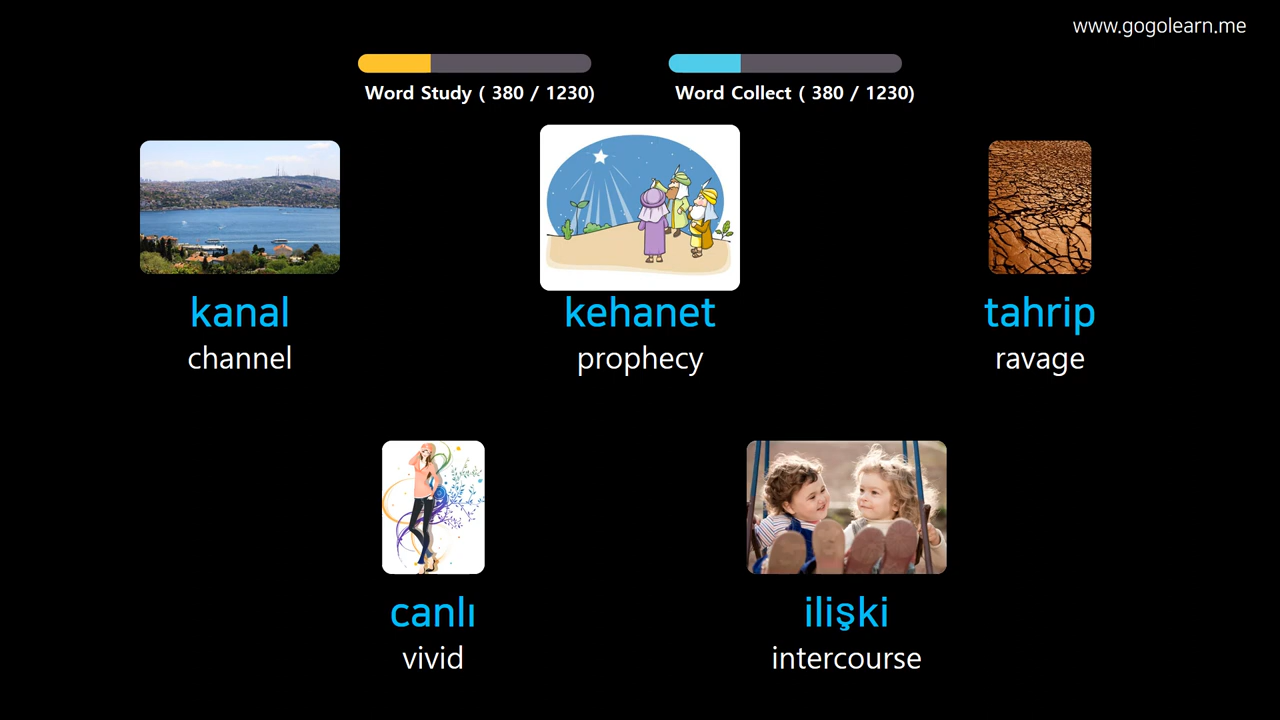 www.gogolearn.me
Word Study ( 380 / 1230)
Word Collect ( 380 / 1230)
kanal
channel
kehanet
prophecy
tahrip
ravage
canlı
vivid
ilişki
intercourse